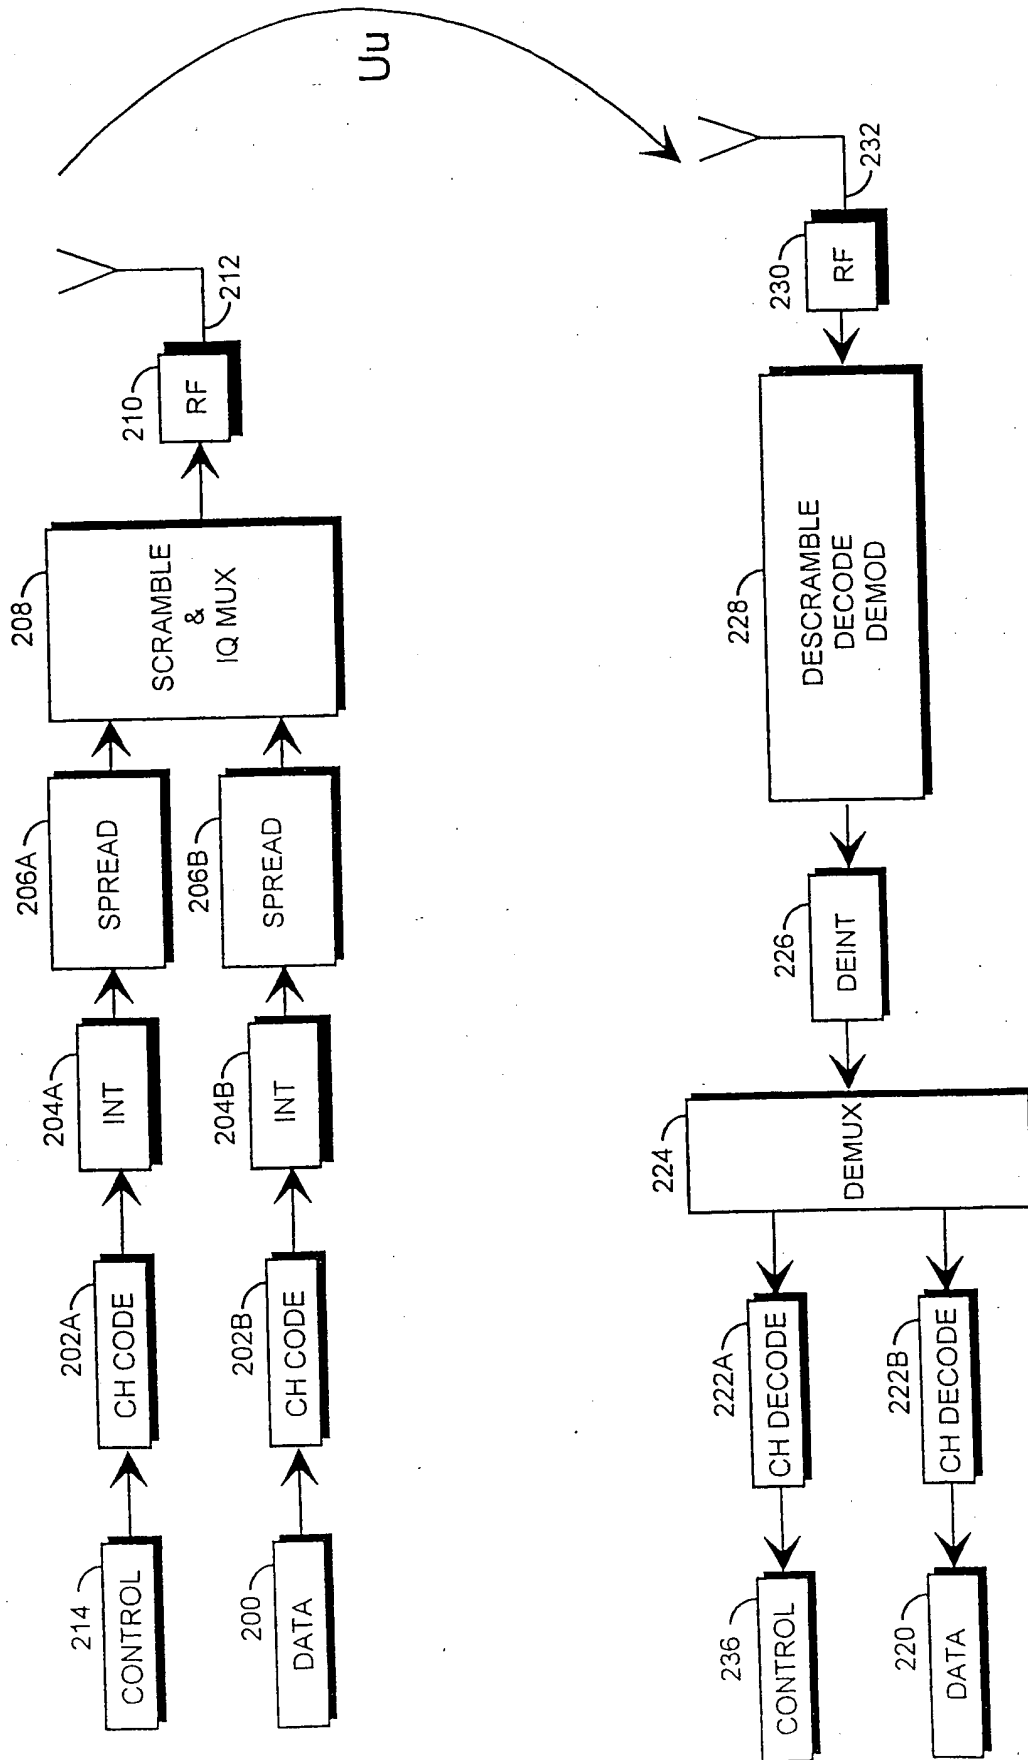 214
CONTROL
202A
CH CODE
204A
INT
206A
SPREAD
208
SCRAMBLE
&
IQ MUX
210
RF
212
200
DATA
202B
CH CODE
204B
INT
206B
SPREAD
Uu
236
CONTROL
222A
CH DECODE
224
DEMUX
226
DEINT
228
DESCRAMBLE
DECODE
DEMOD
230
RF
232
220
DATA
222B
CH DECODE